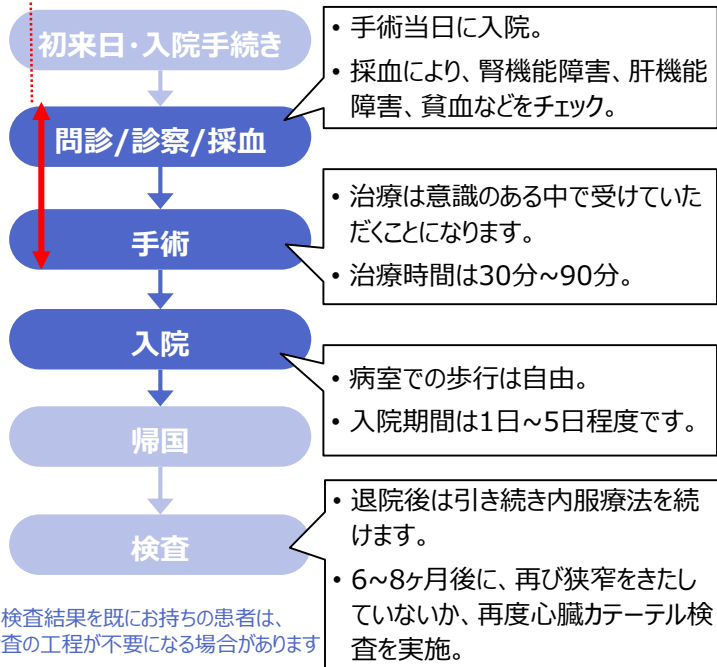 初来日・入院手続き
・手術当日に入院。
・採血により、腎機能障害、肝機能
障害、貧血などをチェック。
問診/診察/採血
手術
・治療は意識のある中で受けていた
だくことになります。
・治療時間は30分~90分。
入院
・病室での歩行は自由。
・入院期間は1日~5日程度です。
帰国
検査
・退院後は引き続き内服療法を続
けます。
・6~8ヶ月後に、再び狭窄をきたし
ていないか、再度心臓カテーテル検
査を実施。
検査結果を既にお持ちの患者は、
査の工程が不要になる場合があります